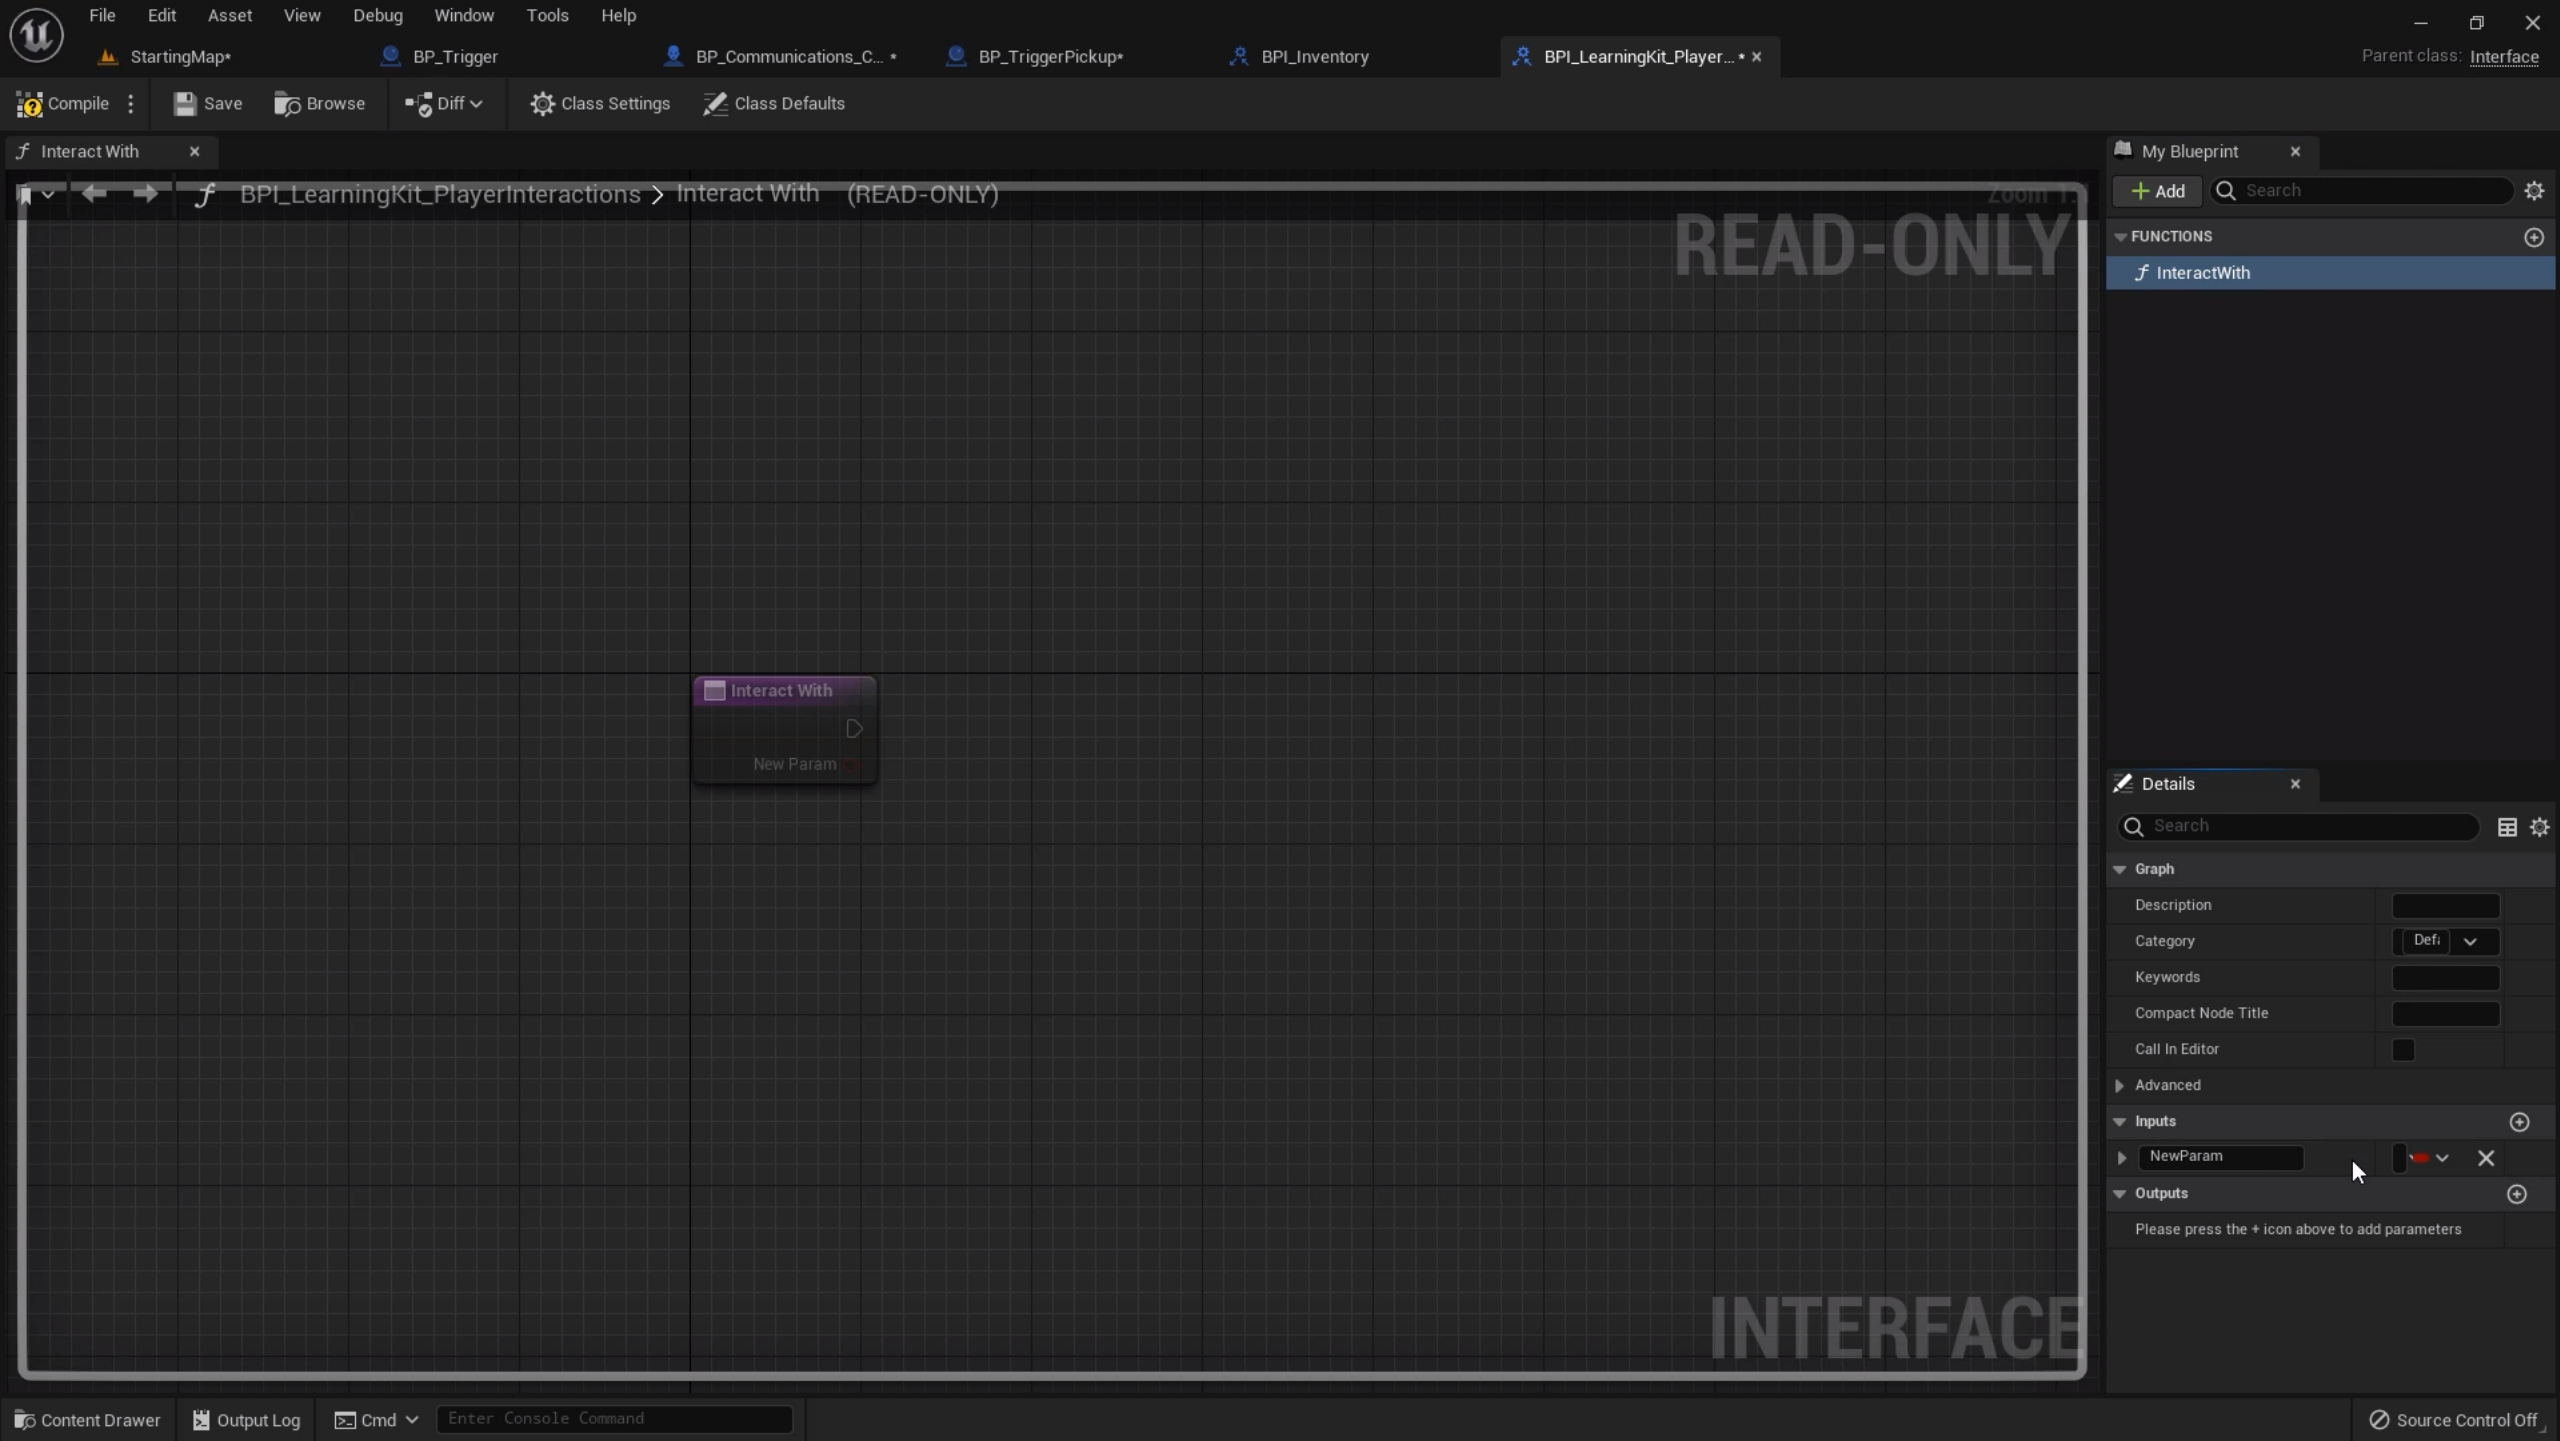 File Edit Asset View Debug Window Tools Help
StartingMap* BP_Trigger BP_Communications_C... * BP_TriggerPickup* BPI_Inventory BPI_LearningKit_Player... *
Parent class: Interface
Compile Save Browse Diff Class Settings Class Defaults
Interact With
BPI_LearningKit_PlayerInteractions > Interact With (READ-ONLY)
Zoom 1:1
READ-ONLY
Interact With
New Param
INTERFACE
My Blueprint
+ Add Search
FUNCTIONS
InteractWith
Details
Search
Graph
Description
Category Defa
Keywords
Compact Node Title
Call In Editor
Advanced
Inputs
NewParam
Outputs
Please press the + icon above to add parameters
Content Drawer Output Log Cmd Enter Console Command Source Control Off